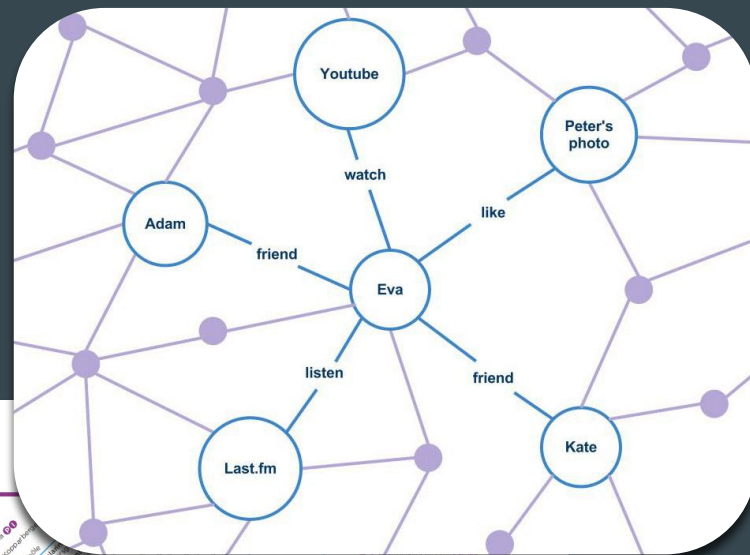 Youtube
Peter's
photo
watch
like
Adam
friend
Eva
listen
friend
Last.fm
Kate